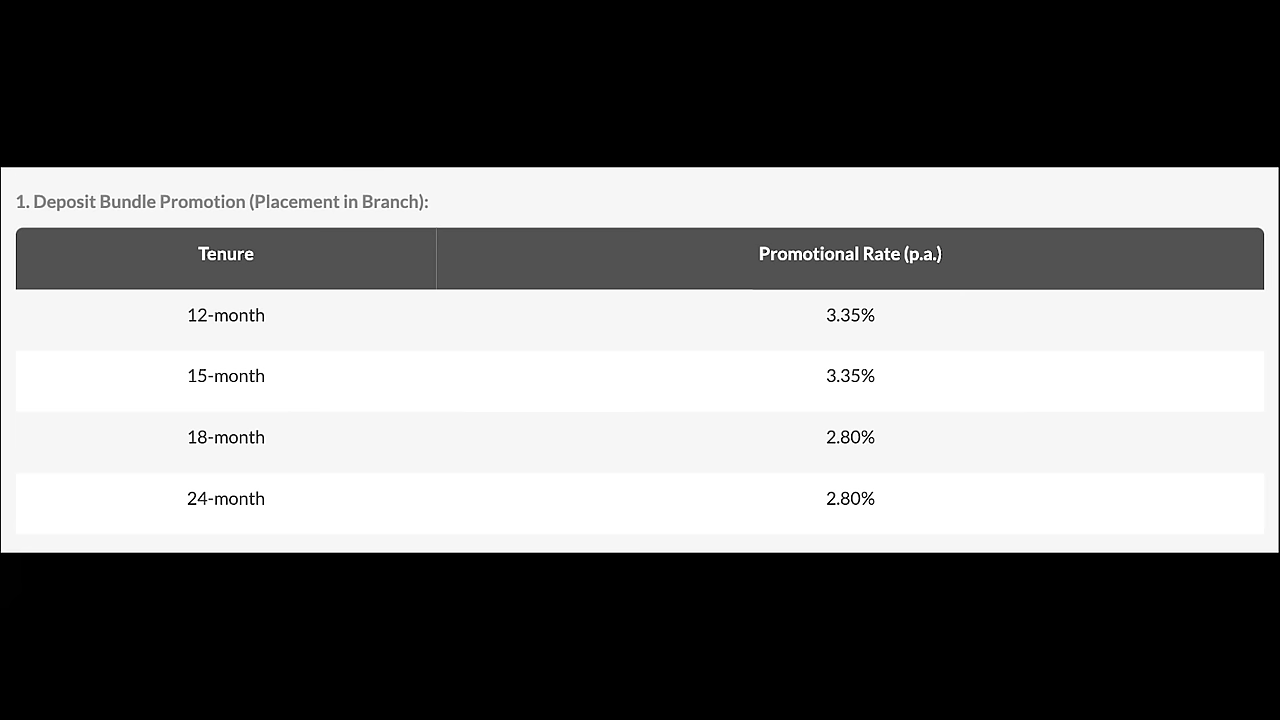 1. Deposit Bundle Promotion (Placement in Branch):
Tenure Promotional Rate (p.a.)
12-month 3.35%
15-month 3.35%
18-month 2.80%
24-month 2.80%